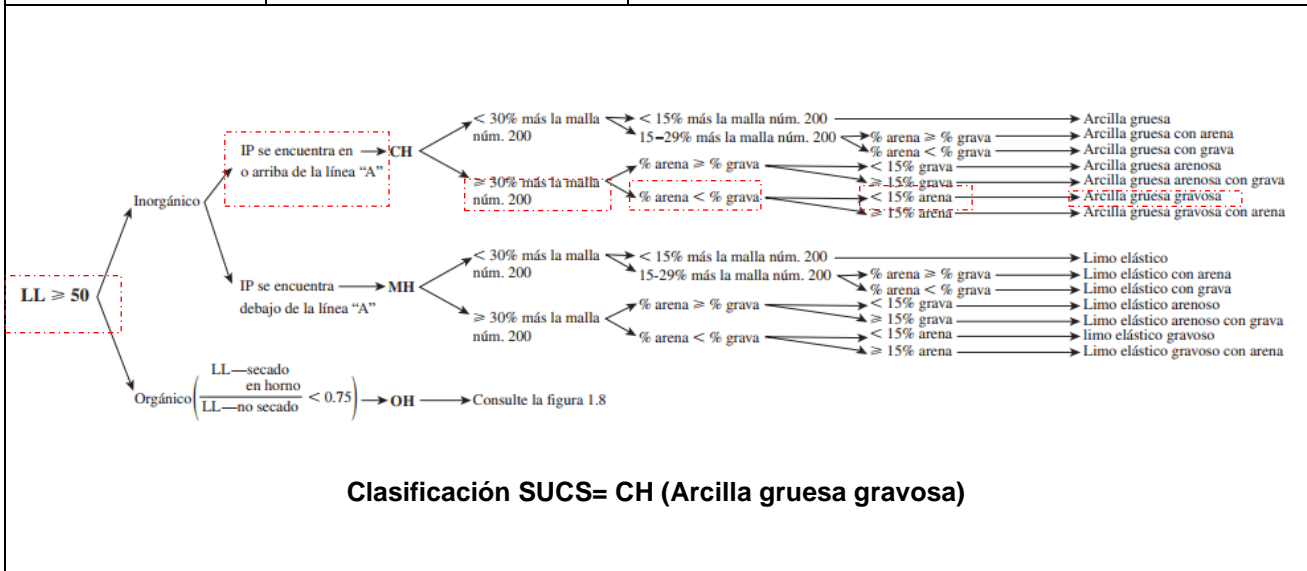 < 30% más la malla núm. 200
< 15% más la malla núm. 200
Arcilla gruesa
15–29% más la malla núm. 200
% arena ≥ % grava
Arcilla gruesa con arena
% arena < % grava
Arcilla gruesa con grava
IP se encuentra en o arriba de la línea “A”
CH
≥ 30% más la malla núm. 200
% arena ≥ % grava
< 15% grava
Arcilla gruesa arenosa
≥ 15% grava
Arcilla gruesa arenosa con grava
% arena < % grava
< 15% arena
Arcilla gruesa gravosa
≥ 15% arena
Arcilla gruesa gravosa con arena
Inorgánico
LL ≥ 50
IP se encuentra debajo de la línea “A”
MH
< 30% más la malla núm. 200
< 15% más la malla núm. 200
Limo elástico
15-29% más la malla núm. 200
% arena ≥ % grava
Limo elástico con arena
% arena < % grava
Limo elástico con grava
≥ 30% más la malla núm. 200
% arena ≥ % grava
< 15% grava
Limo elástico arenoso
≥ 15% grava
Limo elástico arenoso con grava
% arena < % grava
< 15% arena
limo elástico gravoso
≥ 15% arena
Limo elástico gravoso con arena
Orgánico
LL—secado en horno
LL—no secado
< 0.75
OH
Consulte la figura 1.8
Clasificación SUCS= CH (Arcilla gruesa gravosa)